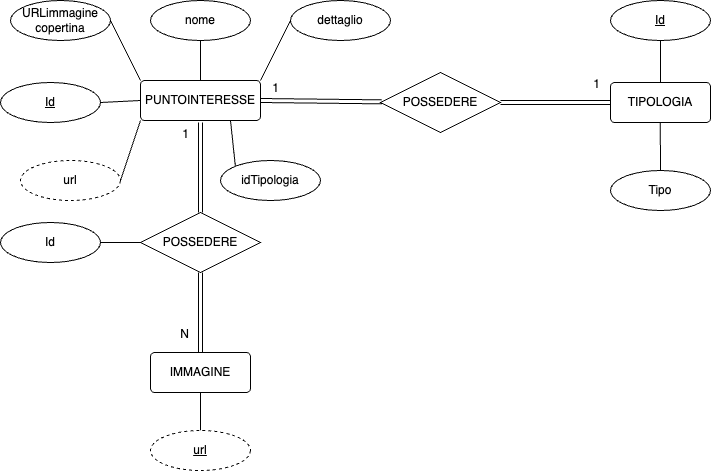 URLimmagine
copertina
nome
dettaglio
Id
Id
PUNTOINTERESSE
1
POSSEDERE
1
TIPOLOGIA
1
url
idTipologia
Tipo
Id
POSSEDERE
N
IMMAGINE
url